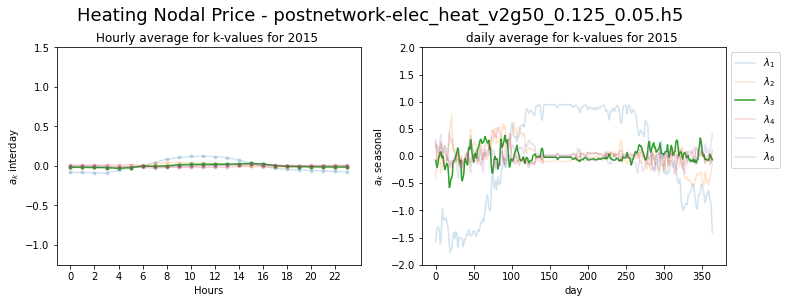 Heating Nodal Price - postnetwork-elec_heat_v2g50_0.125_0.05.h5
Hourly average for k-values for 2015
daily average for k-values for 2015
1.5
1.0
0.5
0.0
−0.5
−1.0
a_k interday
0 2 4 6 8 10 12 14 16 18 20 22
Hours
2.0
1.5
1.0
0.5
0.0
−0.5
−1.0
−1.5
−2.0
a_k seasonal
0 50 100 150 200 250 300 350
day
λ₁
λ₂
λ₃
λ₄
λ₅
λ₆